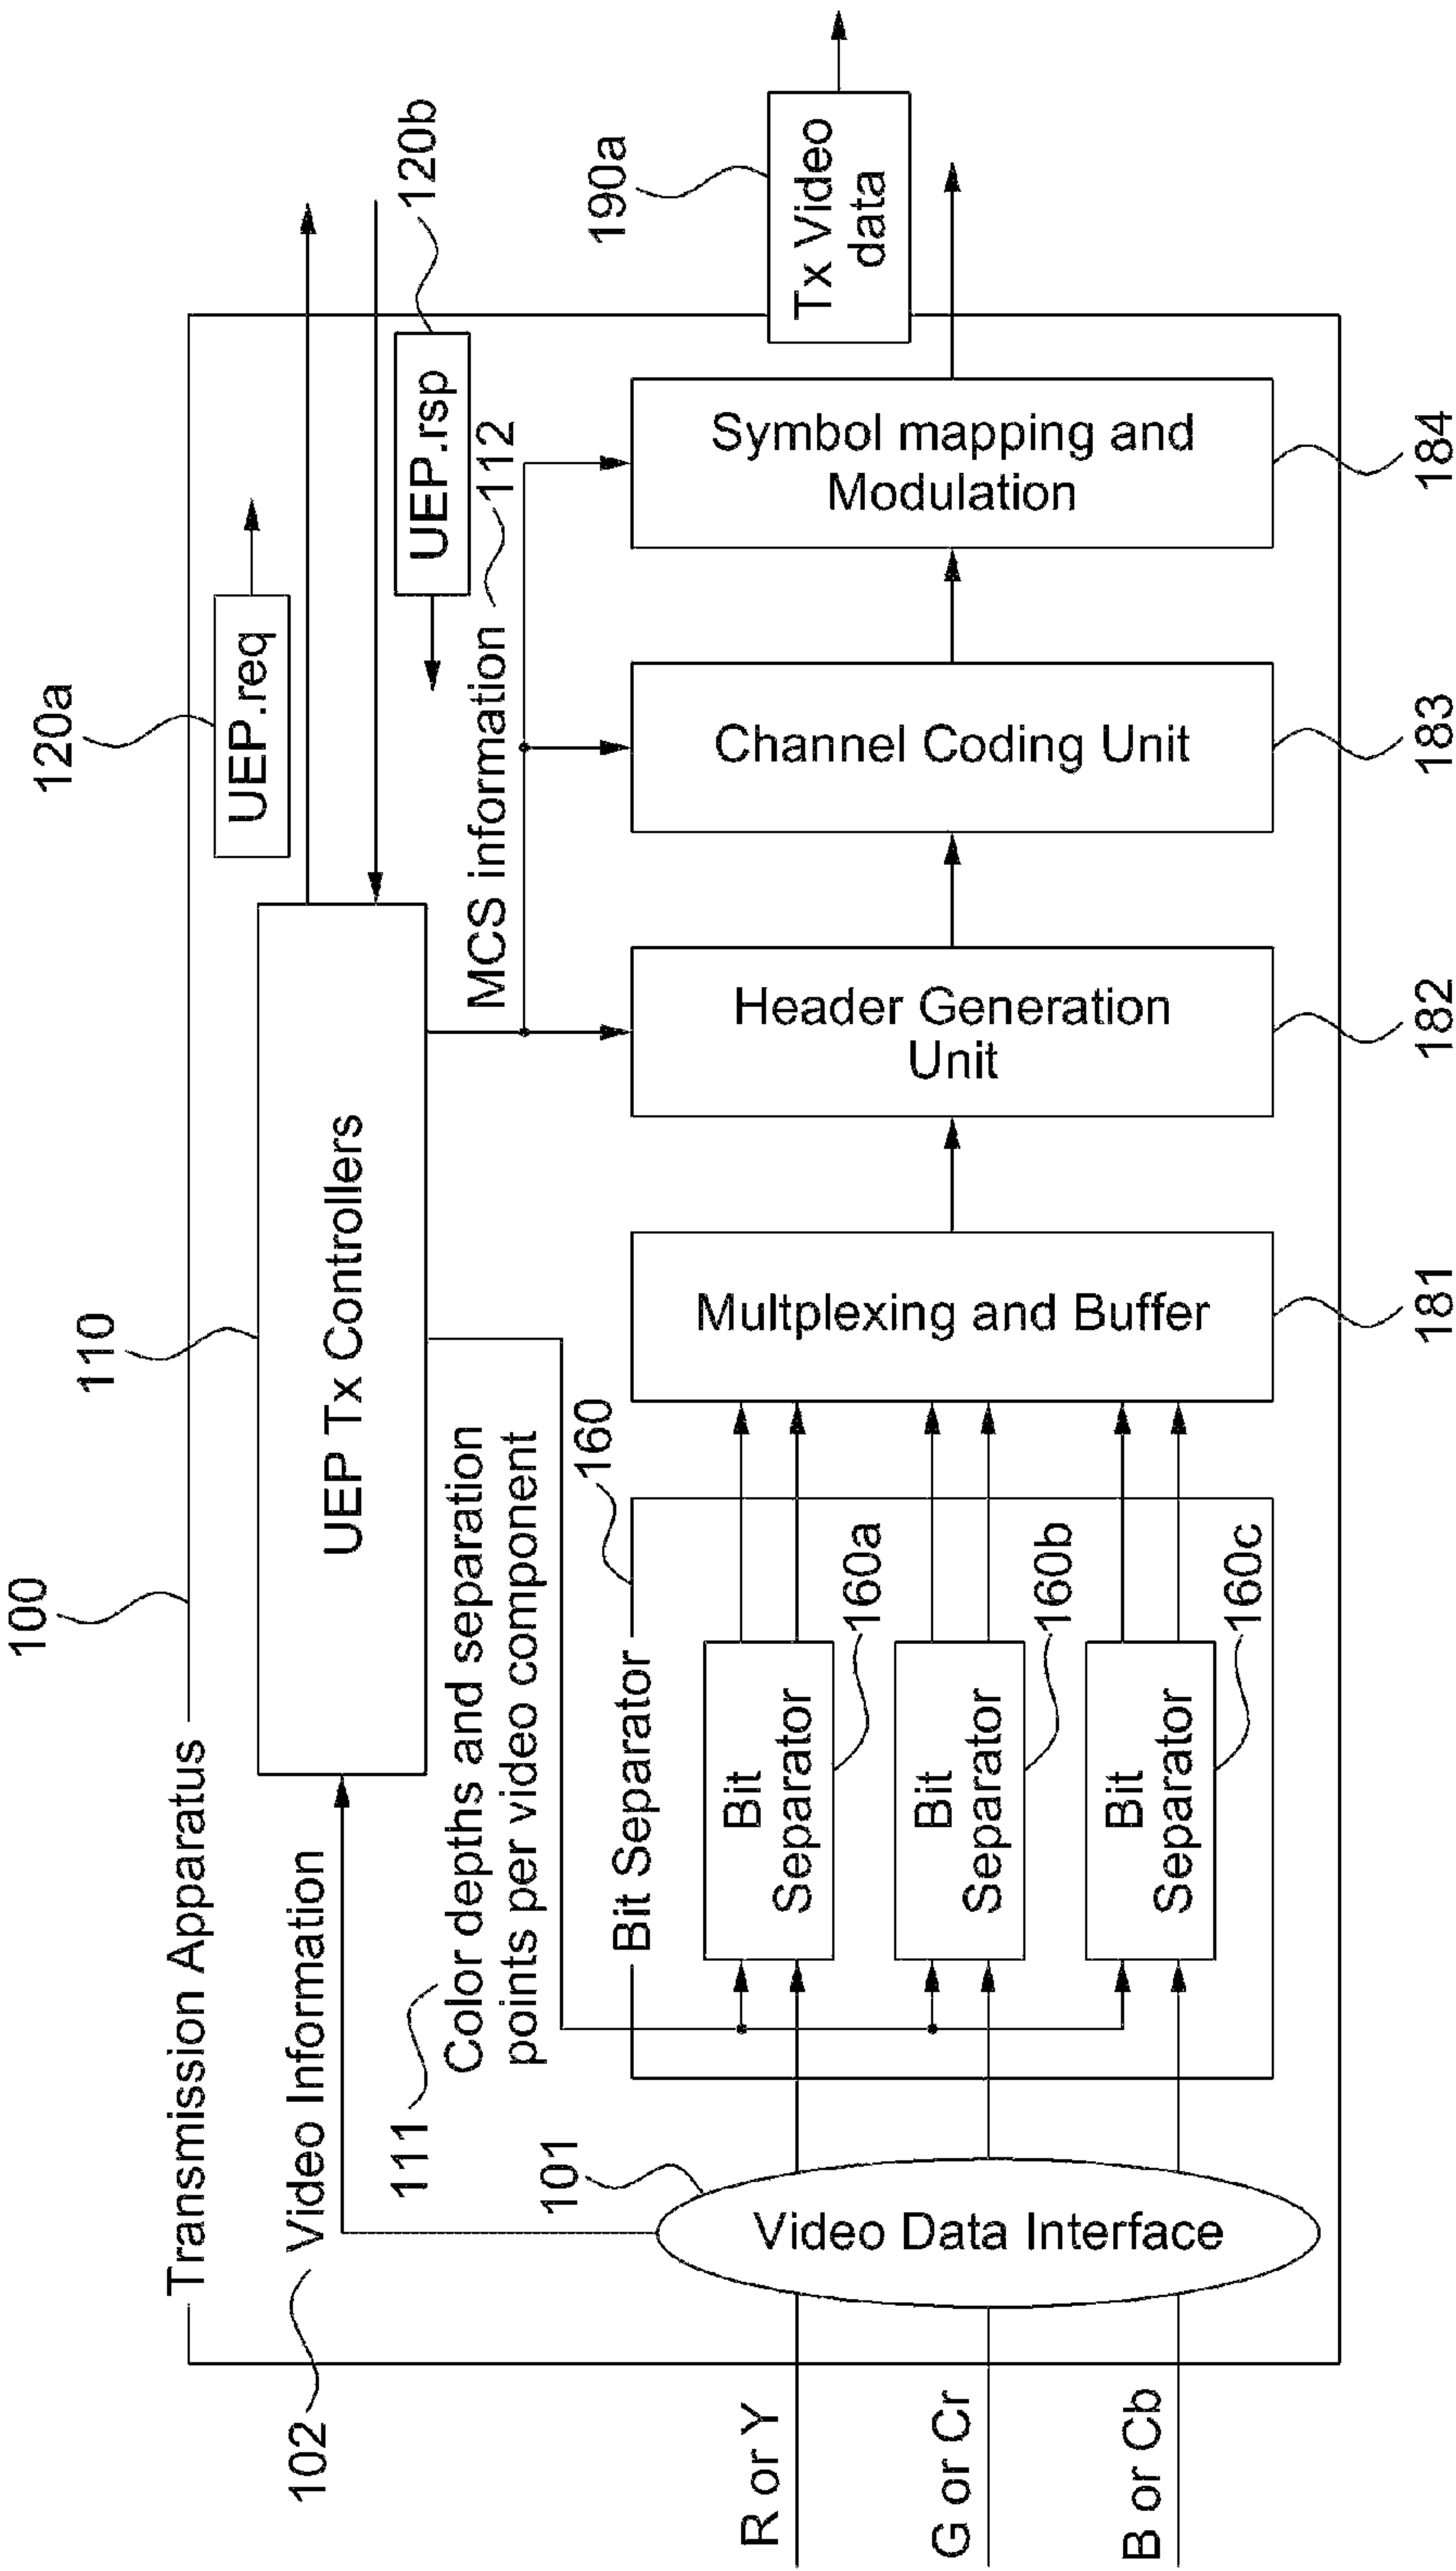 100
Transmission Apparatus
110
UEP Tx Controllers
120a
UEP.req
120b
UEP.rsp
102
Video Information
111
Color depths and separation
points per video component
MCS information
112
160
Bit Separator
101
Video Data Interface
R or Y
G or Cr
B or Cb
Bit
Separator
160a
Bit
Separator
160b
Bit
Separator
160c
Multplexing and Buffer
181
Header Generation
Unit
182
Channel Coding Unit
183
Symbol mapping and
Modulation
184
190a
Tx Video
data